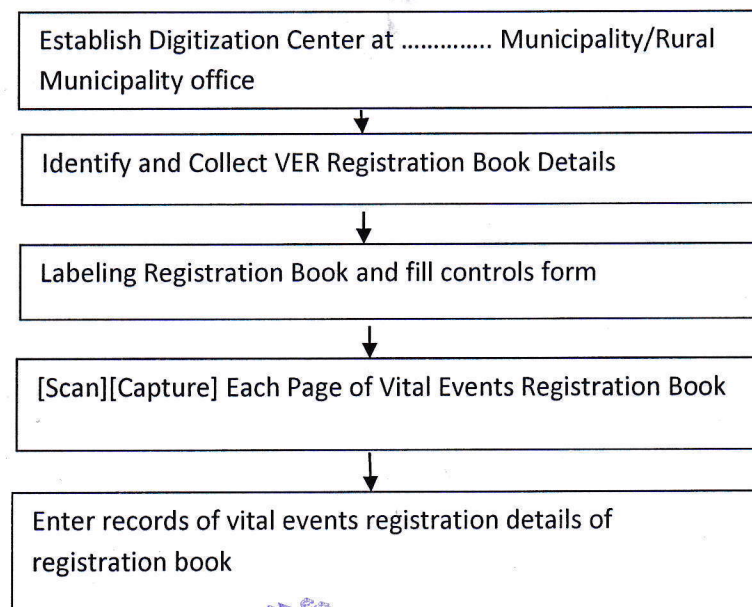 Establish Digitization Center at .............. Municipality/Rural
Municipality office
Identify and Collect VER Registration Book Details
Labeling Registration Book and fill controls form
[Scan][Capture] Each Page of Vital Events Registration Book
Enter records of vital events registration details of
registration book